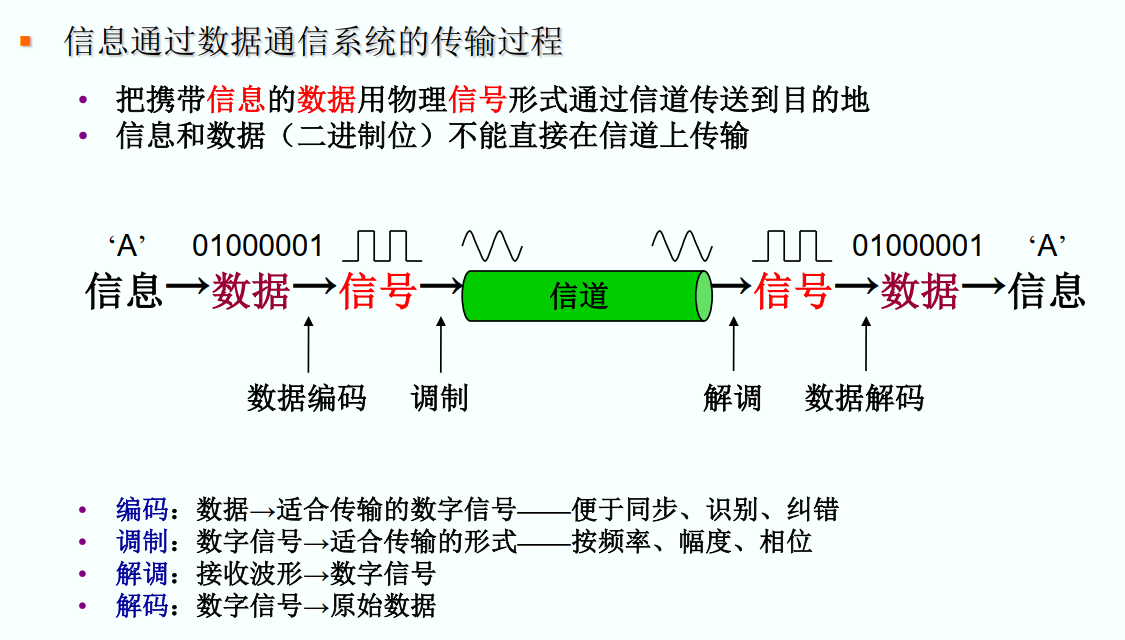 信息通过数据通信系统的传输过程
把携带信息的数据用物理信号形式通过信道传送到目的地
信息和数据（二进制位）不能直接在信道上传输
‘A’ 01000001 01000001 ‘A’
信息→数据→信号→信道→信号→数据→信息
数据编码 调制 解调 数据解码
编码：数据→适合传输的数字信号——便于同步、识别、纠错
调制：数字信号→适合传输的形式——按频率、幅度、相位
解调：接收波形→数字信号
解码：数字信号→原始数据